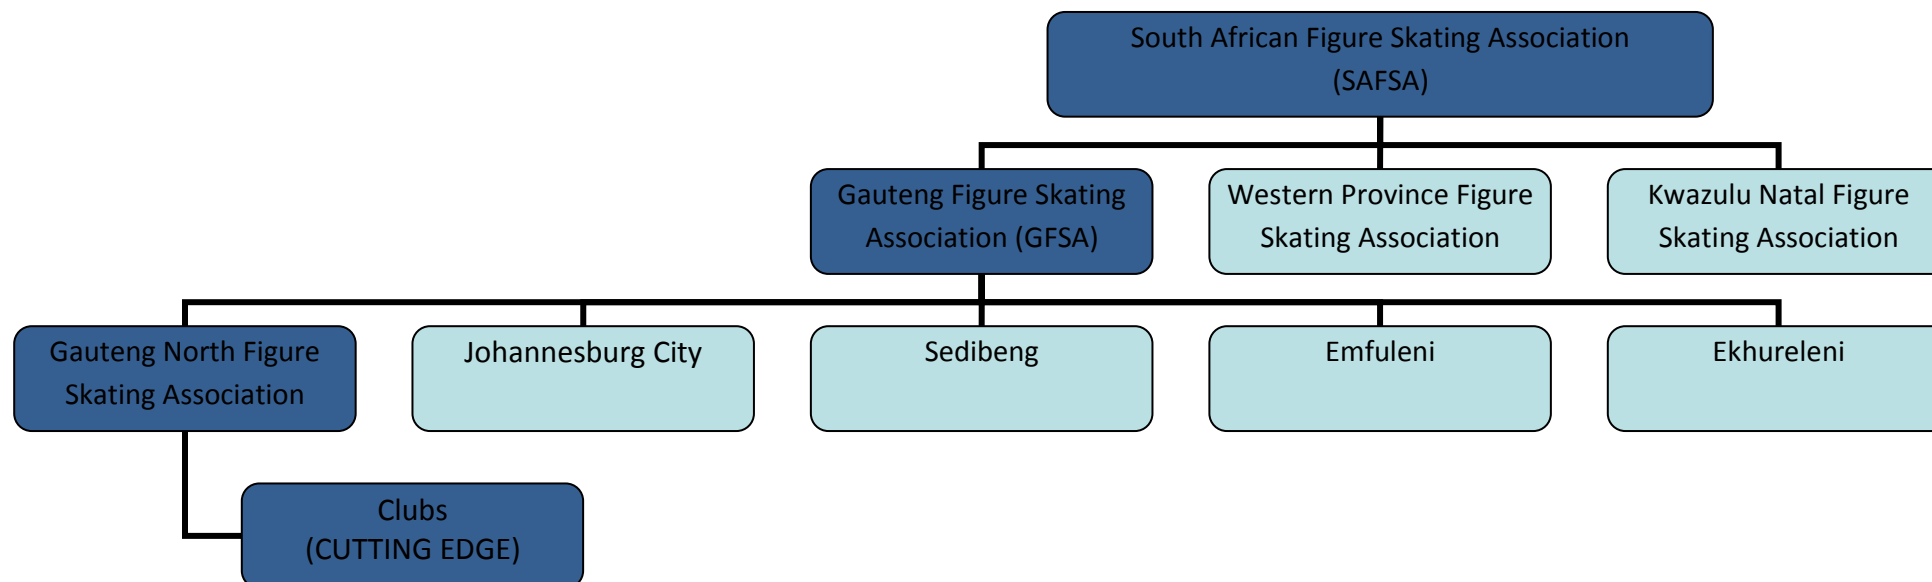 South African Figure Skating Association
(SAFSA)
Gauteng Figure Skating
Association (GFSA)
Western Province Figure
Skating Association
Kwazulu Natal Figure
Skating Association
Gauteng North Figure
Skating Association
Johannesburg City
Sedibeng
Emfuleni
Ekhureleni
Clubs
(CUTTING EDGE)